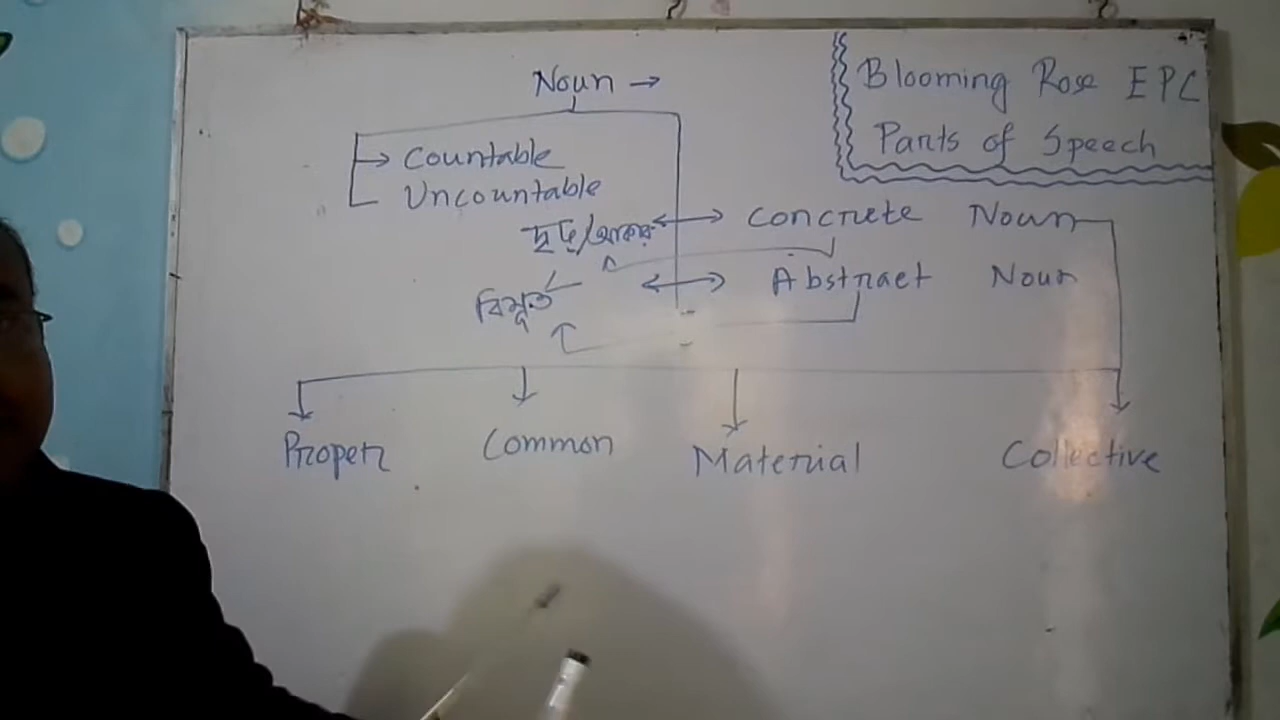 Noun →
Blooming Rose EPC
Parts of Speech
→ Countable
Uncountable
Concrete Noun
Abstract Noun
বিমূর্ত
Proper Common Material Collective